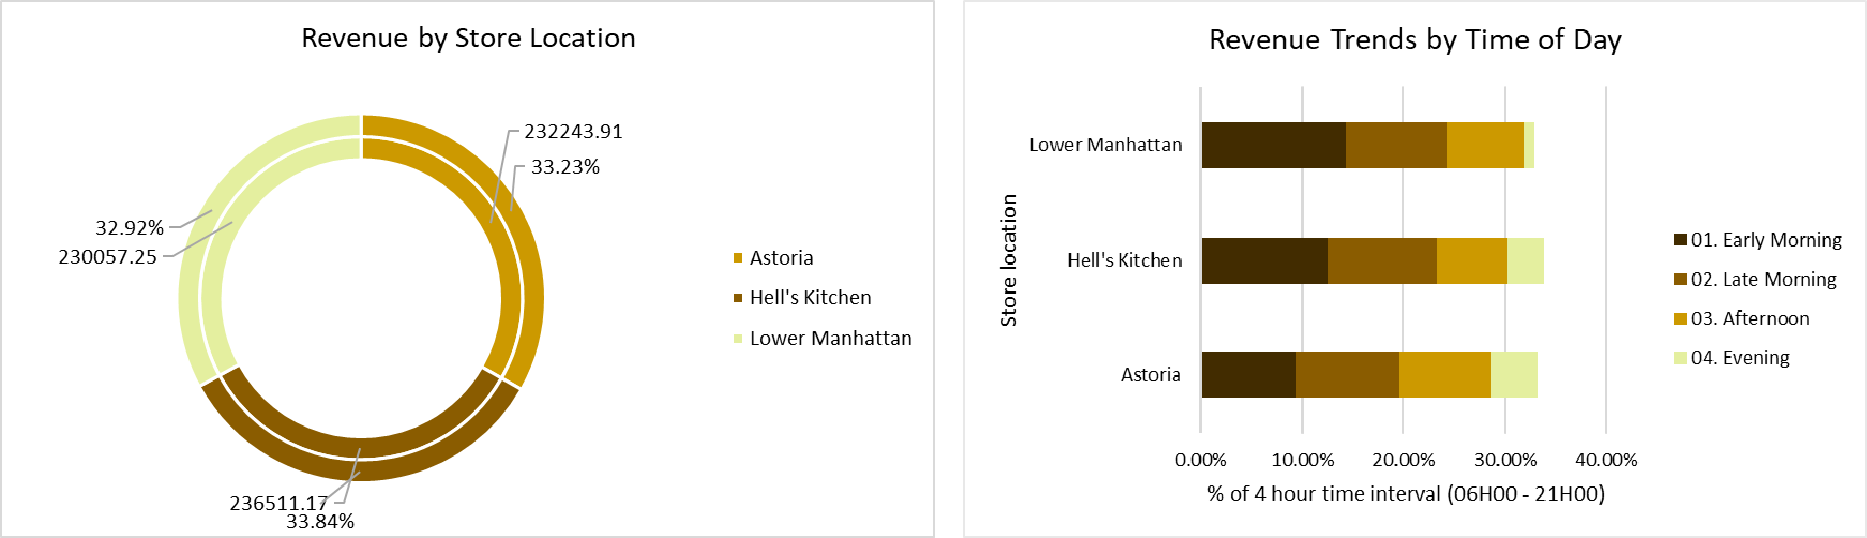 Revenue by Store Location
232243.91
33.23%
32.92%
230057.25
236511.17
33.84%
Astoria
Hell's Kitchen
Lower Manhattan
Revenue Trends by Time of Day
Store location
Lower Manhattan
Hell's Kitchen
Astoria
0.00% 10.00% 20.00% 30.00% 40.00%
% of 4 hour time interval (06H00 - 21H00)
01. Early Morning
02. Late Morning
03. Afternoon
04. Evening